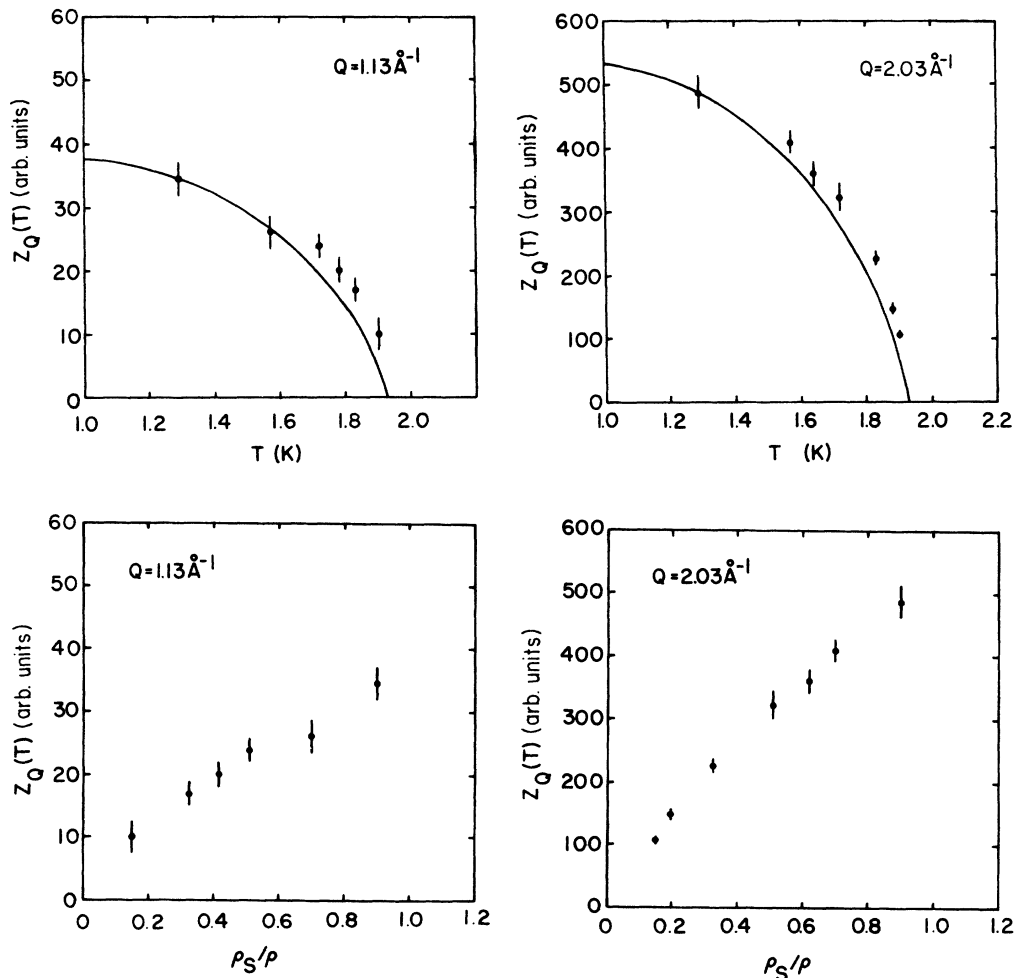 60
50
40
30
20
10
0
Z_Q(T) (arb. units)
Q=1.13Å⁻¹
1.0 1.2 1.4 1.6 1.8 2.0
T (K)
600
500
400
300
200
100
0
Z_Q(T) (arb. units)
Q=2.03Å⁻¹
1.0 1.2 1.4 1.6 1.8 2.0 2.2
T (K)
60
50
40
30
20
10
0
Z_Q(T) (arb. units)
Q=1.13Å⁻¹
0 0.2 0.4 0.6 0.8 1.0 1.2
ρ_S/ρ
600
500
400
300
200
100
0
Z_Q(T) (arb. units)
Q=2.03Å⁻¹
0 0.2 0.4 0.6 0.8 1.0 1.2
ρ_S/ρ